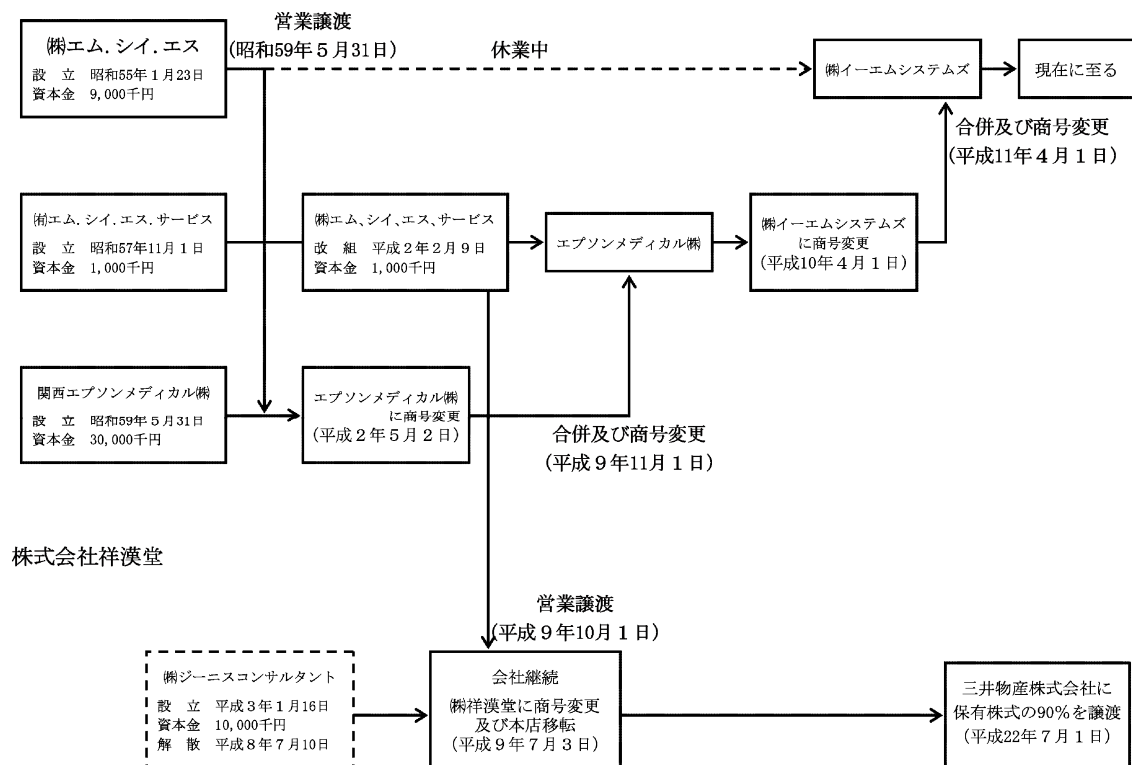 営業譲渡
(昭和59年５月31日)
休業中
㈱エム．シイ．エス
設　立　昭和55年１月23日
資本金　9,000千円
㈱イーエムシステムズ
現在に至る
合併及び商号変更
(平成11年４月１日)
㈲エム．シイ．エス．サービス
設　立　昭和57年11月１日
資本金　1,000千円
㈱エム、シイ、エス、サービス
改　組　平成２年２月９日
資本金　1,000千円
エプソンメディカル㈱
㈱イーエムシステムズ
に商号変更
(平成10年４月１日)
関西エプソンメディカル㈱
設　立　昭和59年５月31日
資本金　30,000千円
エプソンメディカル㈱
に商号変更
(平成２年５月２日)
合併及び商号変更
(平成９年11月１日)
株式会社祥漢堂
営業譲渡
(平成９年10月１日)
㈱ジーニスコンサルタント
設　立　平成３年１月16日
資本金　10,000千円
解　散　平成８年７月10日
会社継続
㈱祥漢堂に商号変更
及び本店移転
(平成９年７月３日)
三井物産株式会社に
保有株式の90％を譲渡
(平成22年７月１日)